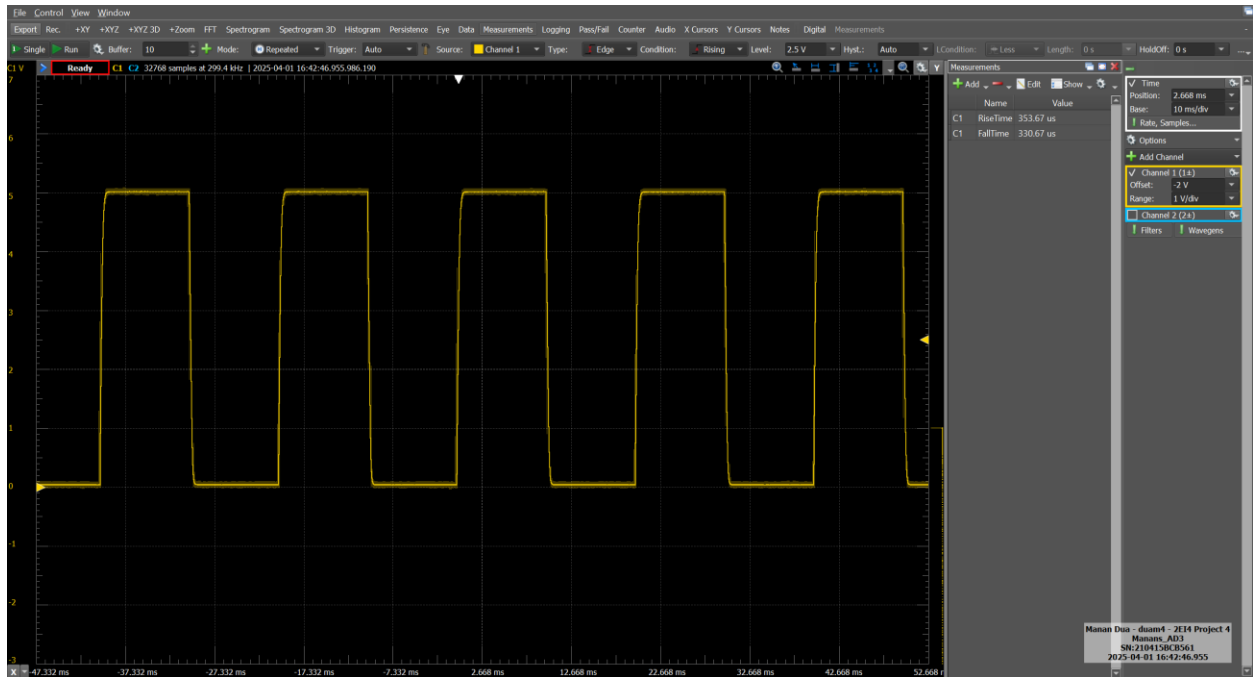 File Control View Window
Export Rec. +XY +XYZ +XYZ 3D +Zoom FFT Spectrogram Spectrogram 3D Histogram Persistence Eye Data Measurements Logging Pass/Fail Counter Audio X Cursors Y Cursors Notes Digital Measurements
Single Run Buffer: 10 Mode: Repeated Trigger: Auto Source: Channel 1 Type: Edge Condition: Rising Level: 2.5 V Hyst.: Auto LCondition: Less Length: 0 s HoldOff: 0 s
C1 V Ready C1 C2 32768 samples at 299.4 kHz | 2025-04-01 16:42:46.955.986.190 Y
Measurements
Add Edit Show
Name Value
C1 RiseTime 353.67 us
C1 FallTime 330.67 us
Time
Position: 2.668 ms
Base: 10 ms/div
Rate, Samples...
Options
Add Channel
Channel 1 (1±)
Offset: -2 V
Range: 1 V/div
Channel 2 (2±)
Filters Wavegens
7
6
5
4
3
2
1
0
-1
-2
-3
X -47.332 ms -37.332 ms -27.332 ms -17.332 ms -7.332 ms 2.668 ms 12.668 ms 22.668 ms 32.668 ms 42.668 ms 52.668
Manan Dua - duam4 - 2EI4 Project 4
Manans_AD3
SN:210415BCB561
2025-04-01 16:42:46.955